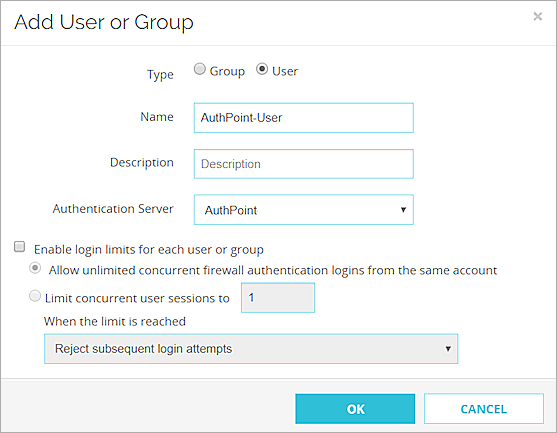 Add User or Group ×
Type Group User
Name AuthPoint-User
Description Description
Authentication Server AuthPoint
Enable login limits for each user or group
Allow unlimited concurrent firewall authentication logins from the same account
Limit concurrent user sessions to 1
When the limit is reached
Reject subsequent login attempts
OK CANCEL